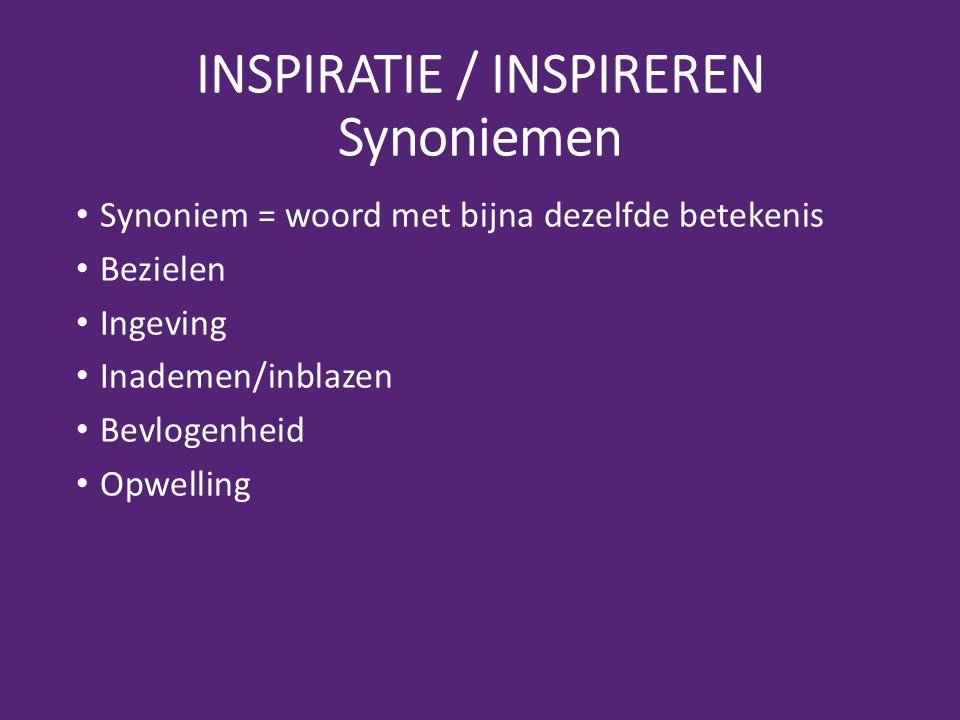 INSPIRATIE / INSPIREREN
Synoniemen
• Synoniem = woord met bijna dezelfde betekenis
• Bezielen
• Ingeving
• Inademen/inblazen
• Bevlogenheid
• Opwelling